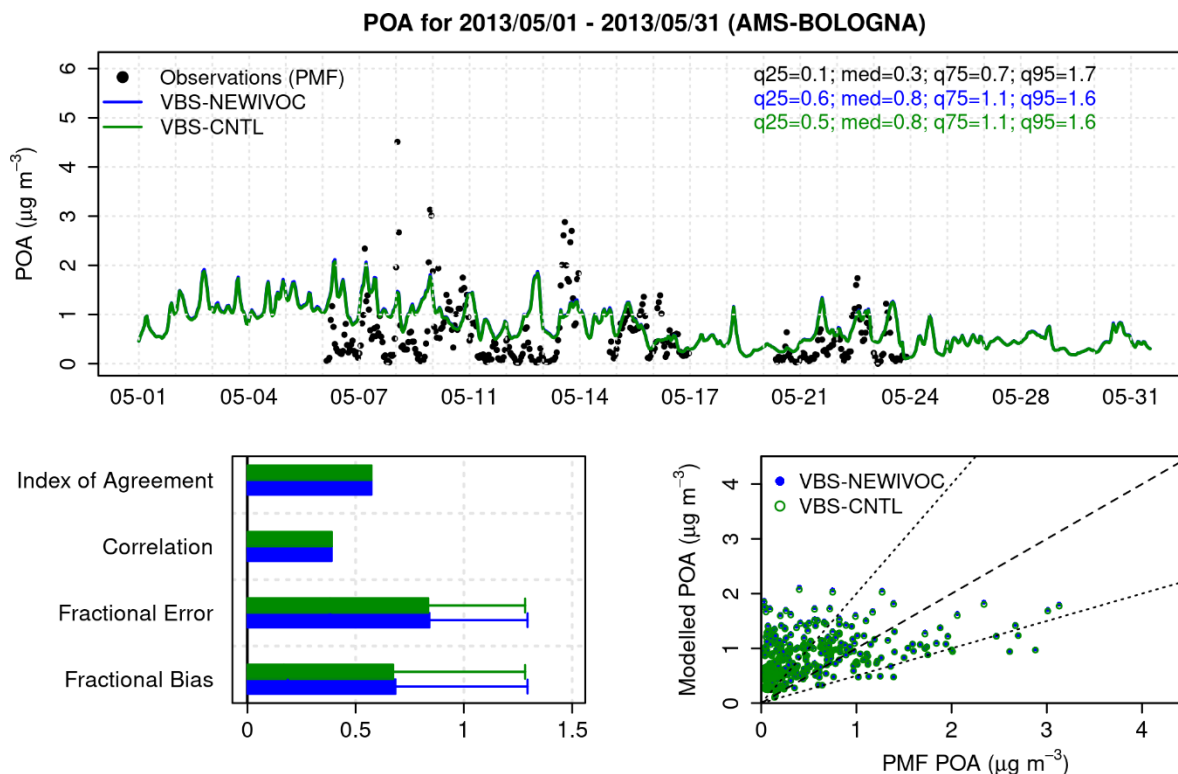 POA for 2013/05/01 - 2013/05/31 (AMS-BOLOGNA)
POA (μg m⁻³)
6
5
4
3
2
1
0
Observations (PMF)
VBS-NEWIVOC
VBS-CNTL
q25=0.1; med=0.3; q75=0.7; q95=1.7
q25=0.6; med=0.8; q75=1.1; q95=1.6
q25=0.5; med=0.8; q75=1.1; q95=1.6
05-01 05-04 05-07 05-11 05-14 05-17 05-21 05-24 05-28 05-31
Index of Agreement
Correlation
Fractional Error
Fractional Bias
0 0.5 1 1.5
Modelled POA (μg m⁻³)
4
3
2
1
0
VBS-NEWIVOC
VBS-CNTL
0 1 2 3 4
PMF POA (μg m⁻³)